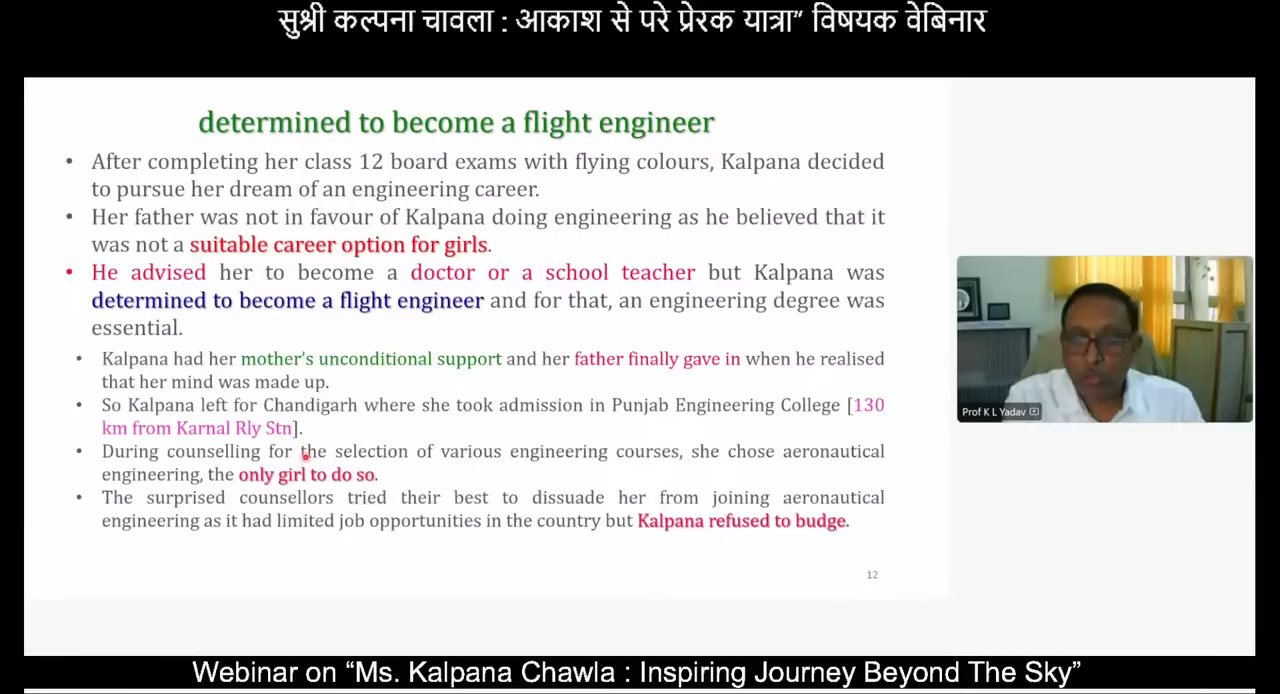 सुश्री कल्पना चावला : आकाश से परे प्रेरक यात्रा” विषयक वेबिनार
determined to become a flight engineer
• After completing her class 12 board exams with flying colours, Kalpana decided
to pursue her dream of an engineering career.
• Her father was not in favour of Kalpana doing engineering as he believed that it
was not a suitable career option for girls.
• He advised her to become a doctor or a school teacher but Kalpana was
determined to become a flight engineer and for that, an engineering degree was
essential.
• Kalpana had her mother’s unconditional support and her father finally gave in when he realised
that her mind was made up.
• So Kalpana left for Chandigarh where she took admission in Punjab Engineering College [130
km from Karnal Rly Stn].
• During counselling for the selection of various engineering courses, she chose aeronautical
engineering, the only girl to do so.
• The surprised counsellors tried their best to dissuade her from joining aeronautical
engineering as it had limited job opportunities in the country but Kalpana refused to budge.
12
Prof K L Yadav
Webinar on “Ms. Kalpana Chawla : Inspiring Journey Beyond The Sky”